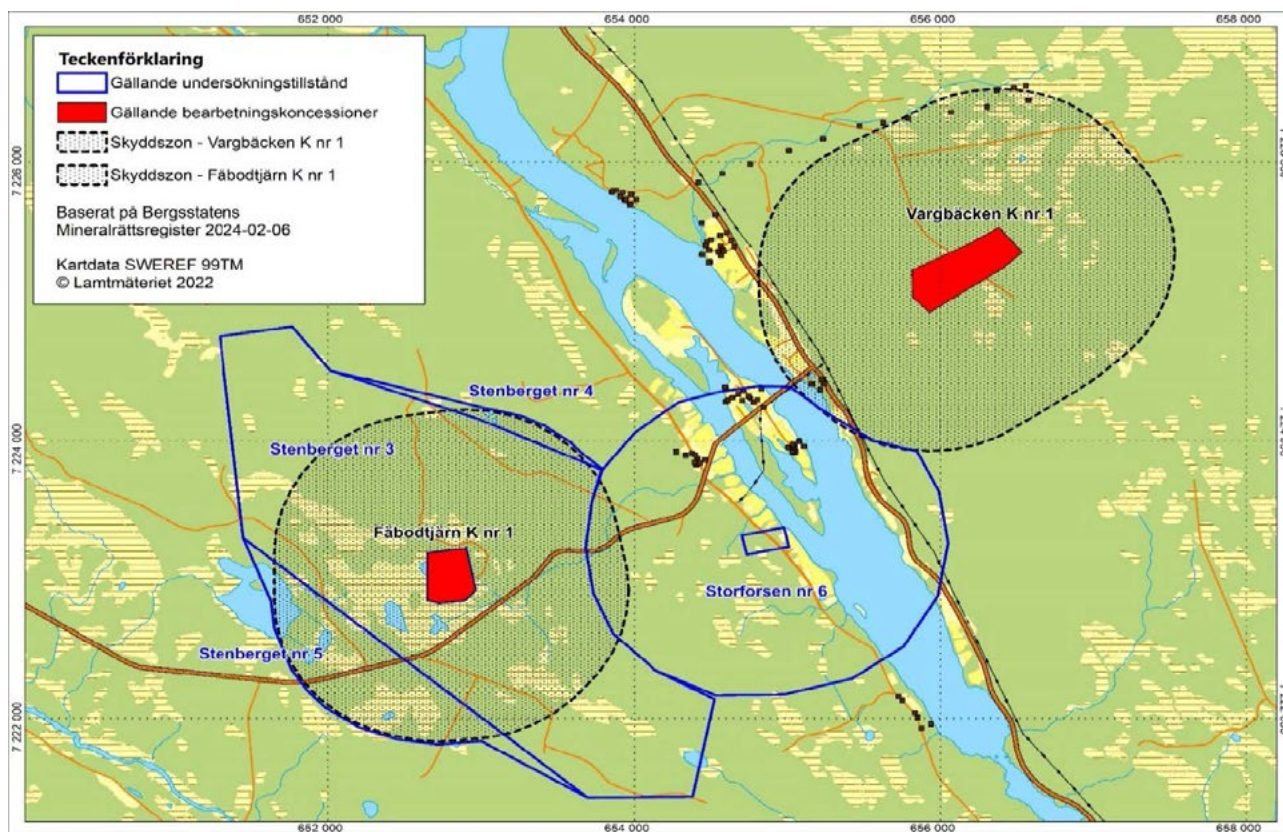 652 000
654 000
656 000
658 000
Teckenförklaring
Gällande undersökningstillstånd
Gällande bearbetningskoncessioner
Skyddszon - Vargbäcken K nr 1
Skyddszon - Fäbodtjärn K nr 1
Baserat på Bergsstatens
Mineralrättsregister 2024-02-06
Kartdata SWEREF 99TM
© Lamtmäteriet 2022
7 226 000
Vargbäcken K nr 1
Stenberget nr 4
Stenberget nr 3
7 224 000
Fäbodtjärn K nr 1
Storforsen nr 6
Stenberget nr 5
7 222 000
652 000
654 000
656 000
658 000